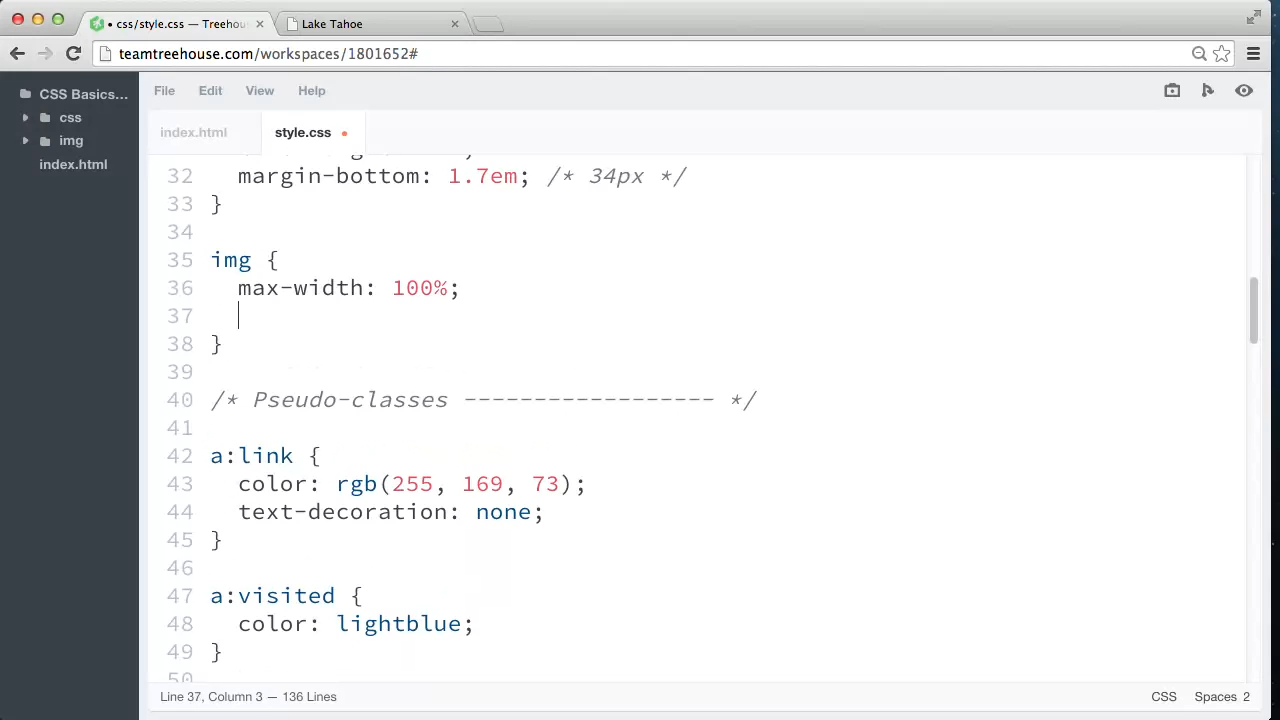 • css/style.css — Treehous
Lake Tahoe
teamtreehouse.com/workspaces/1801652#
CSS Basics...
css
img
index.html
File Edit View Help
index.html
style.css
32 margin-bottom: 1.7em; /* 34px */
33 }
34
35 img {
36 max-width: 100%;
37
38 }
39
40 /* Pseudo-classes ------------------ */
41
42 a:link {
43 color: rgb(255, 169, 73);
44 text-decoration: none;
45 }
46
47 a:visited {
48 color: lightblue;
49 }
50
Line 37, Column 3 — 136 Lines
CSS Spaces 2